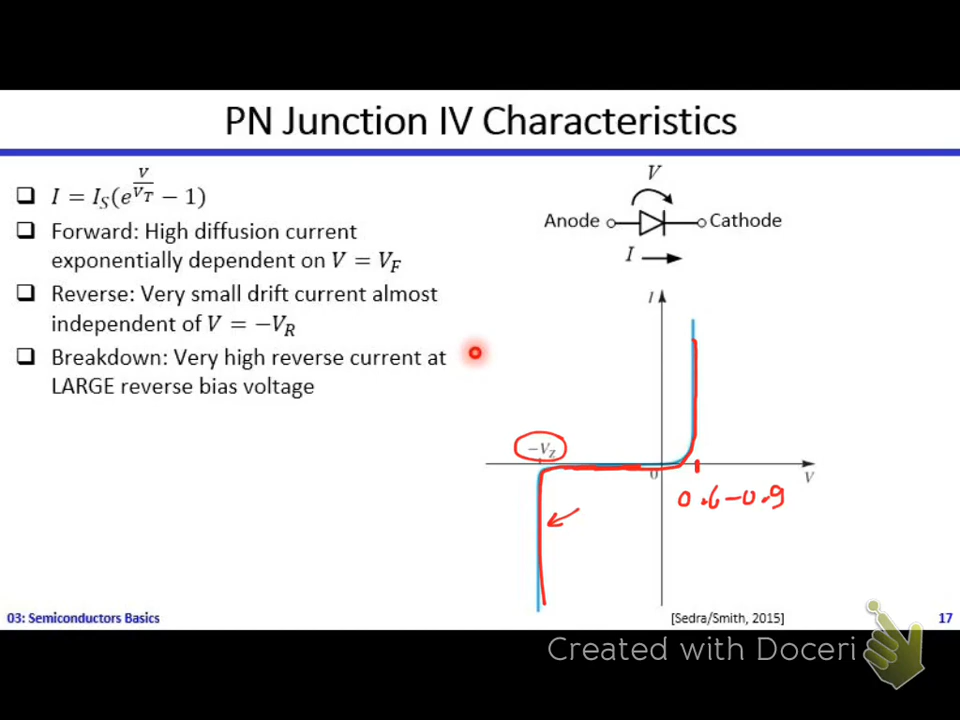 PN Junction IV Characteristics
❑ I = I_S(e^{V/V_T} − 1)
❑ Forward: High diffusion current
exponentially dependent on V = V_F
❑ Reverse: Very small drift current almost
independent of V = −V_R
❑ Breakdown: Very high reverse current at
LARGE reverse bias voltage
V
Anode
Cathode
I
I
−V_Z
0
V
0.6-0.9
03: Semiconductors Basics
[Sedra/Smith, 2015]
17
Created with Doceri